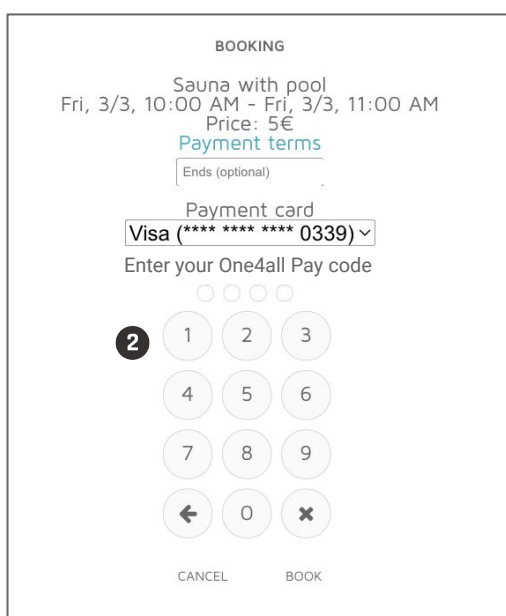 BOOKING
Sauna with pool
Fri, 3/3, 10:00 AM - Fri, 3/3, 11:00 AM
Price: 5€
Payment terms
Ends (optional)
Payment card
Visa (**** **** **** 0339)
Enter your One4all Pay code
2
1 2 3
4 5 6
7 8 9
0
CANCEL BOOK